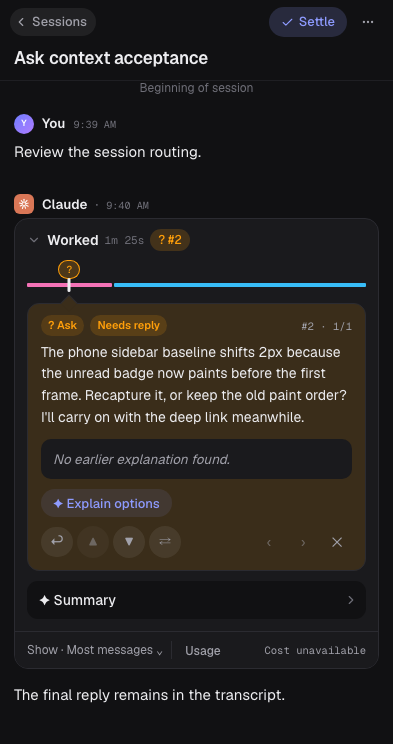 Sessions
Settle
Ask context acceptance
Beginning of session
Y You 9:39 AM
Review the session routing.
Claude · 9:40 AM
Worked 1m 25s ? #2
?
? Ask Needs reply #2 · 1/1
The phone sidebar baseline shifts 2px because
the unread badge now paints before the first
frame. Recapture it, or keep the old paint order?
I'll carry on with the deep link meanwhile.
No earlier explanation found.
Explain options
Summary
Show · Most messages Usage Cost unavailable
The final reply remains in the transcript.